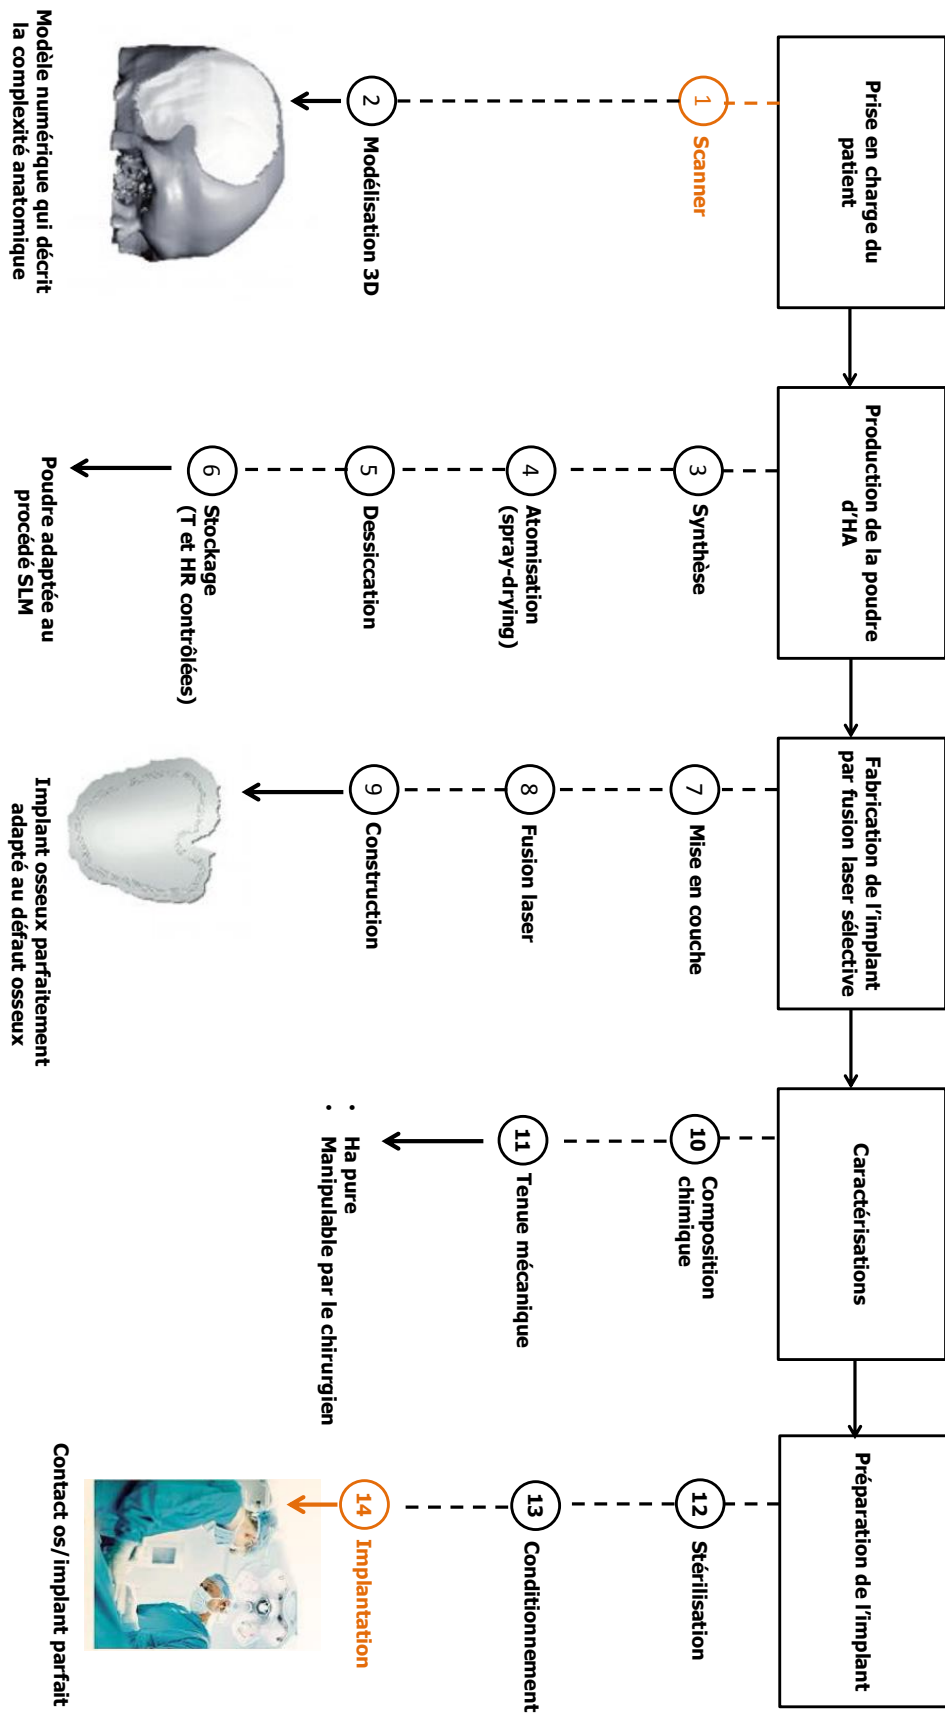 Prise en charge du
patient
1
Scanner
2
Modélisation 3D
Modèle numérique qui décrit
la complexité anatomique
Production de la poudre
d’HA
3
Synthèse
4
Atomisation
(spray-drying)
5
Dessiccation
6
Stockage
(T et HR contrôlées)
Poudre adaptée au
procédé SLM
Fabrication de l’implant
par fusion laser sélective
7
Mise en couche
8
Fusion laser
9
Construction
Implant osseux parfaitement
adapté au défaut osseux
Caractérisations
10
Composition
chimique
11
Tenue mécanique
• Ha pure
• Manipulable par le chirurgien
Préparation de l’implant
12
Stérilisation
13
Conditionnement
14
Implantation
Contact os/implant parfait